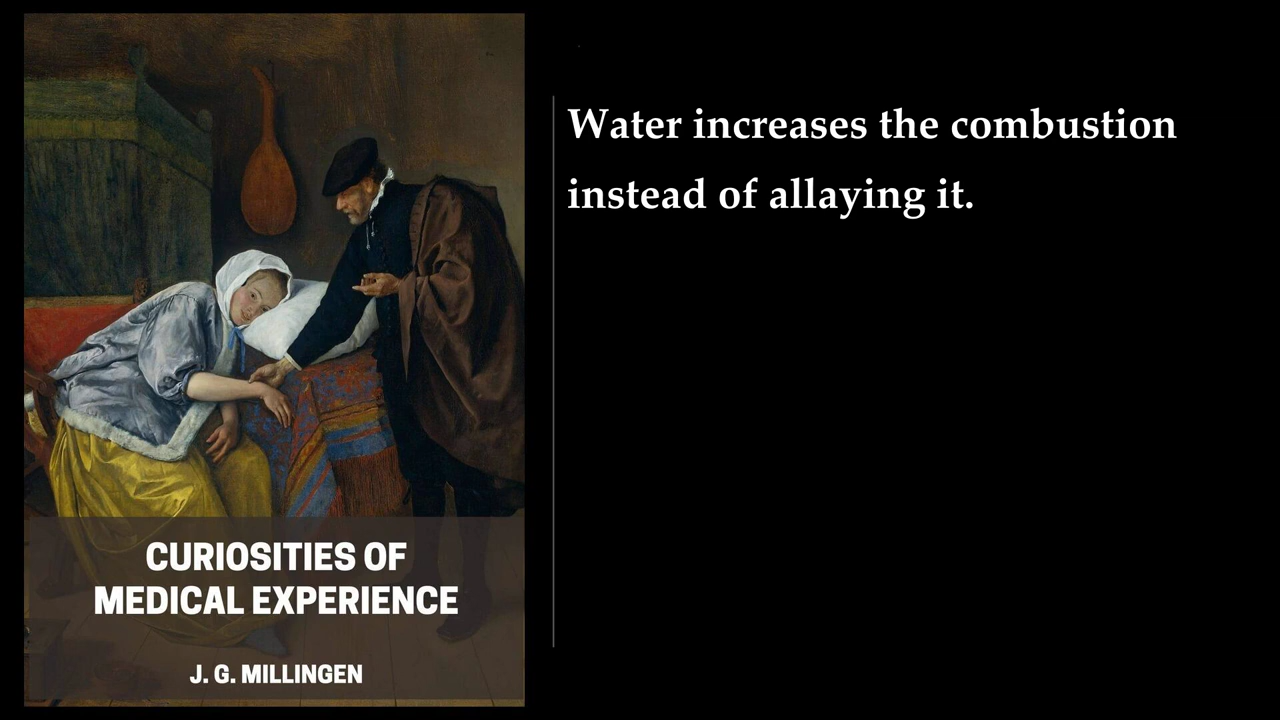 Water increases the combustion
instead of allaying it.
CURIOSITIES OF
MEDICAL EXPERIENCE
J. G. MILLINGEN